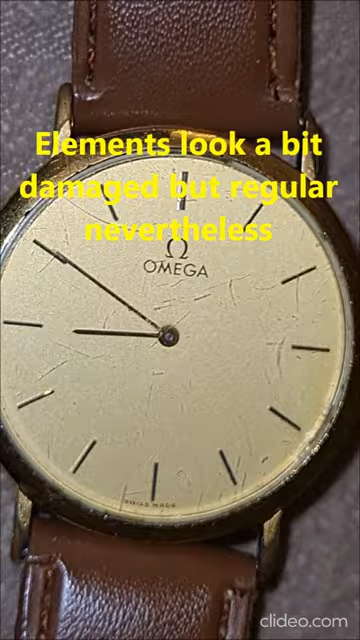 Elements look a bit
damaged but regular
nevertheless
Ω
OMEGA
SWISS MADE
clideo.com